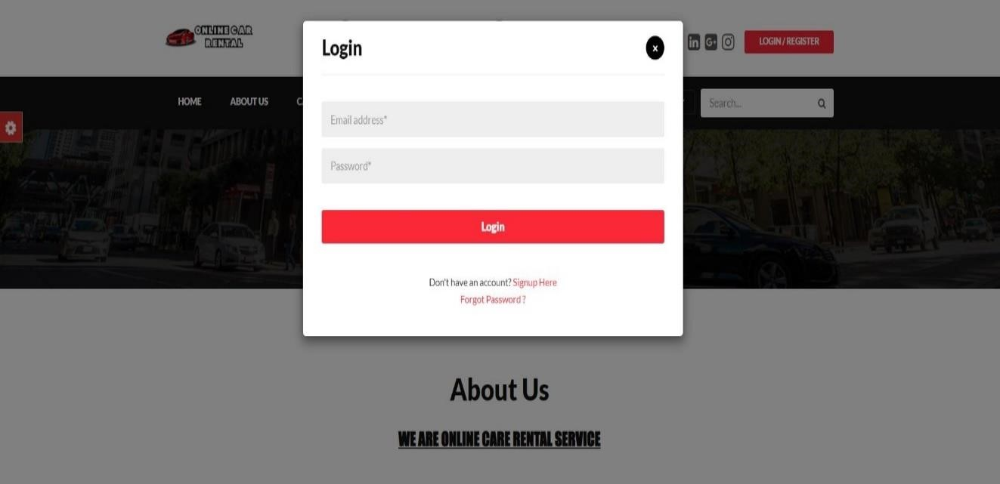 ONLINE CAR
RENTAL
Login
x
in G+
LOGIN / REGISTER
HOME ABOUT US
Search...
Email address*
Password*
Login
Don't have an account? Signup Here
Forgot Password ?
About Us
WE ARE ONLINE CARE RENTAL SERVICE